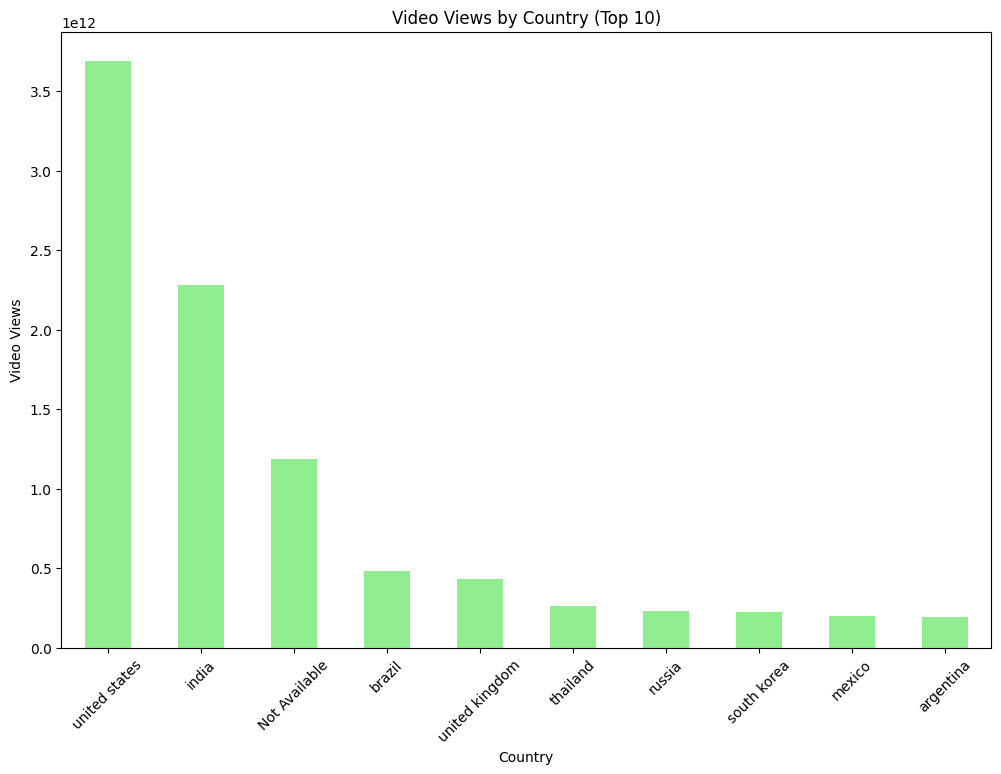 Video Views by Country (Top 10)
1e12
3.5
3.0
2.5
2.0
1.5
1.0
0.5
0.0
Video Views
united states
india
Not Available
brazil
united kingdom
thailand
russia
south korea
mexico
argentina
Country